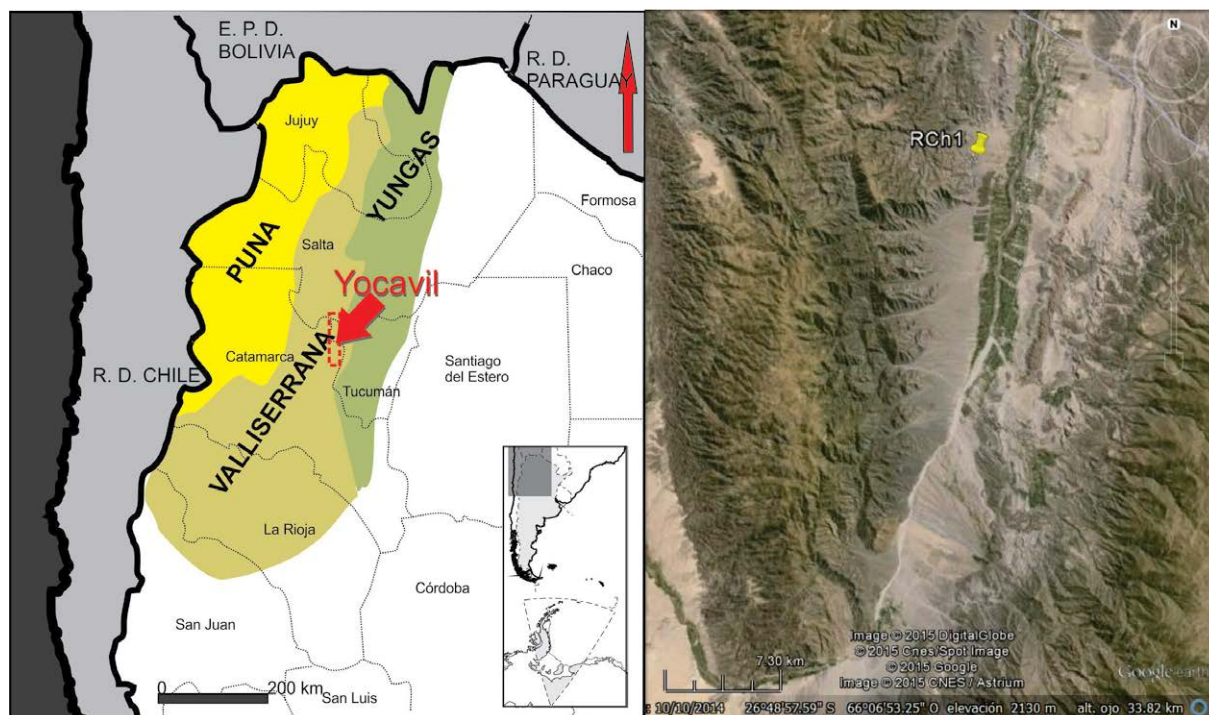 E. P. D.
BOLIVIA
R. D.
PARAGUAY
Jujuy
YUNGAS
Formosa
PUNA
Salta
Chaco
Yocavil
VALLISERRANA
Catamarca
Santiago
del Estero
R. D. CHILE
Tucumán
La Rioja
Córdoba
San Juan
0 200 km
San Luis
N
RCh1
Image © 2015 DigitalGlobe
© 2015 Cnes/Spot Image
© 2015 Google
Image © 2015 CNES / Astrium
7.30 km
Google earth
10/10/2014 26°48'52.59" S 66°06'53.25" O elevación 2130 m alt. ojo 33.82 km